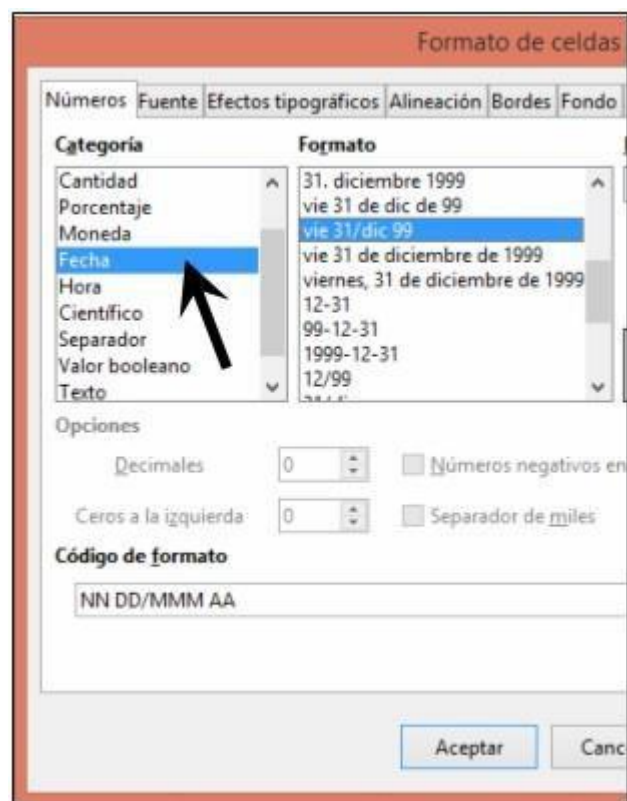 Formato de celdas
Números Fuente Efectos tipográficos Alineación Bordes Fondo
Categoría
Cantidad
Porcentaje
Moneda
Fecha
Hora
Científico
Separador
Valor booleano
Texto
Formato
31. diciembre 1999
vie 31 de dic de 99
vie 31/dic 99
vie 31 de diciembre de 1999
viernes, 31 de diciembre de 1999
12-31
99-12-31
1999-12-31
12/99
Opciones
Decimales 0 Números negativos en
Ceros a la izquierda 0 Separador de miles
Código de formato
NN DD/MMM AA
Aceptar Canc